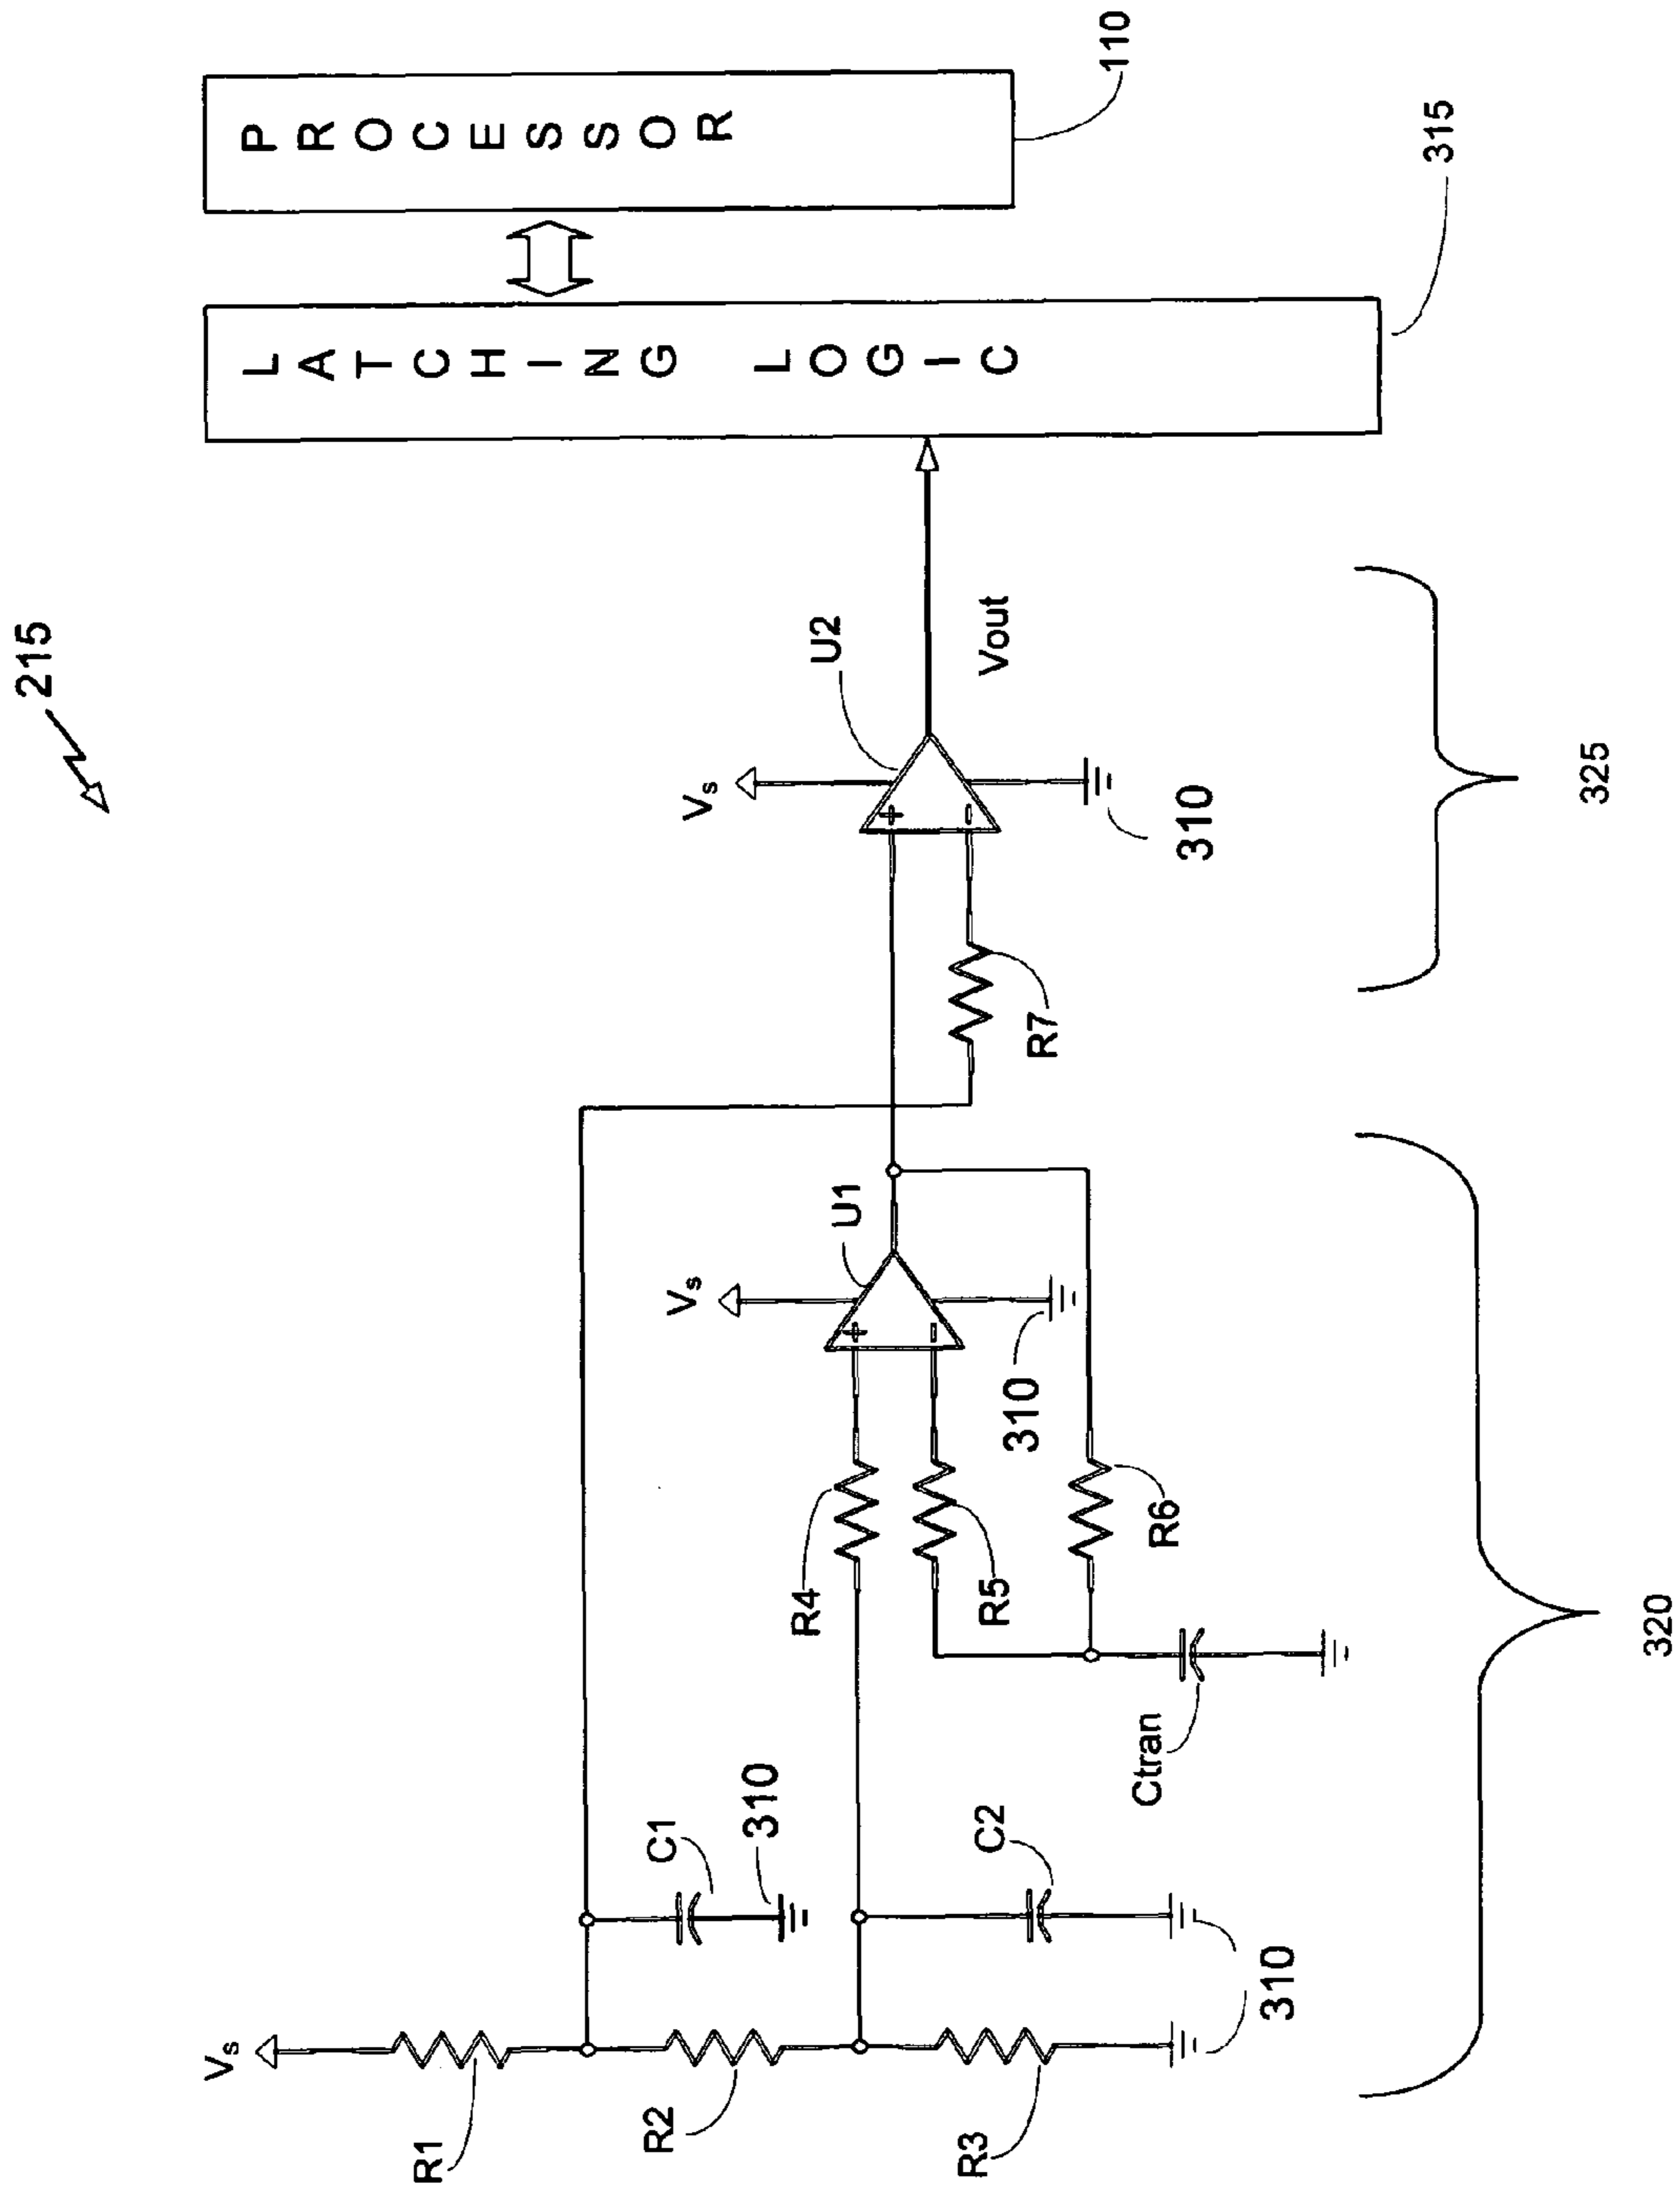 215
PROCESSOR
110
LATCHING LOGIC
315
Vs
U2
Vout
310
325
R7
Vs
U1
310
R4
R5
R6
Ctran
C1
310
C2
310
Vs
R1
R2
R3
320